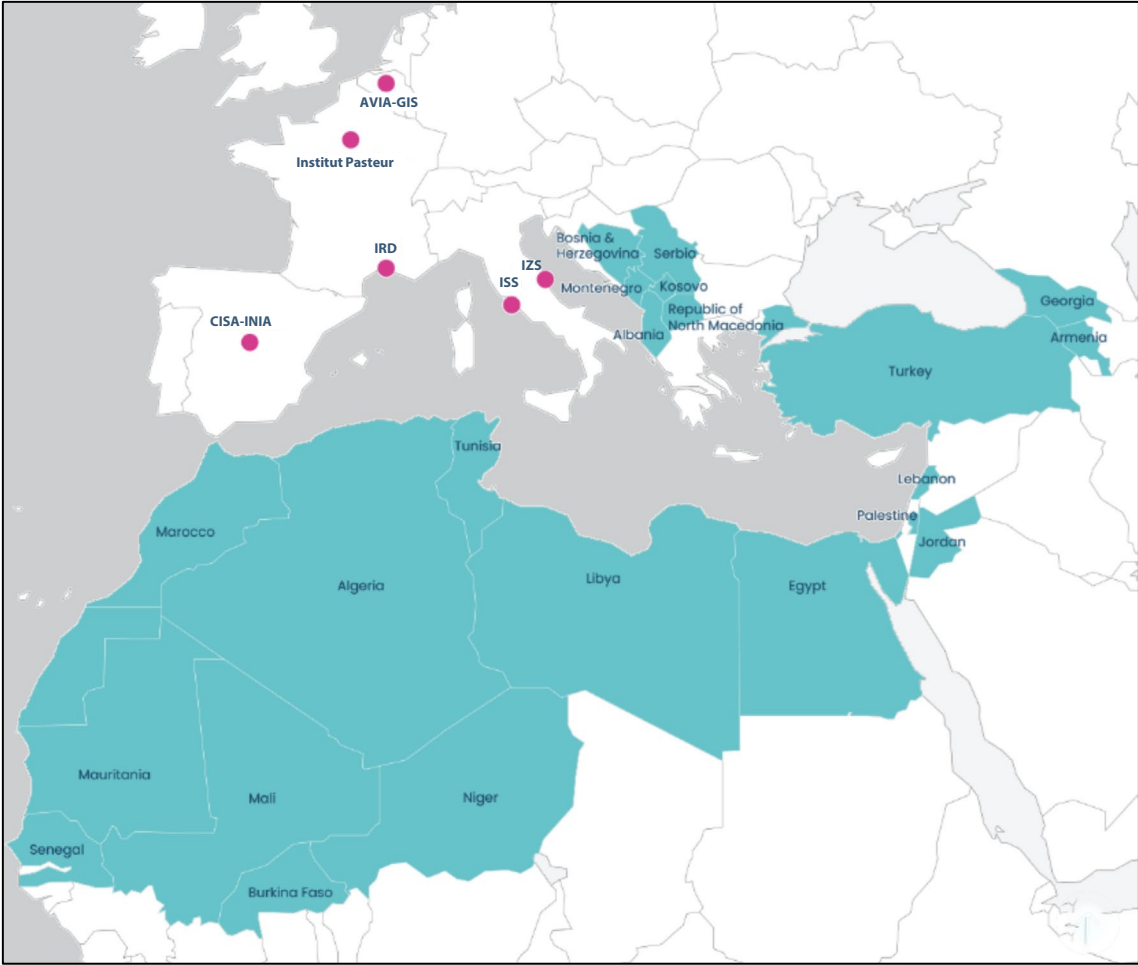 AVIA-GIS
Institut Pasteur
IRD
IZS
ISS
CISA-INIA
Bosnia &
Herzegovina
Serbia
Montenegro
Kosovo
Republic of
North Macedonia
Albania
Georgia
Armenia
Turkey
Tunisia
Lebanon
Palestine
Jordan
Marocco
Algeria
Libya
Egypt
Mauritania
Mali
Niger
Senegal
Burkina Faso